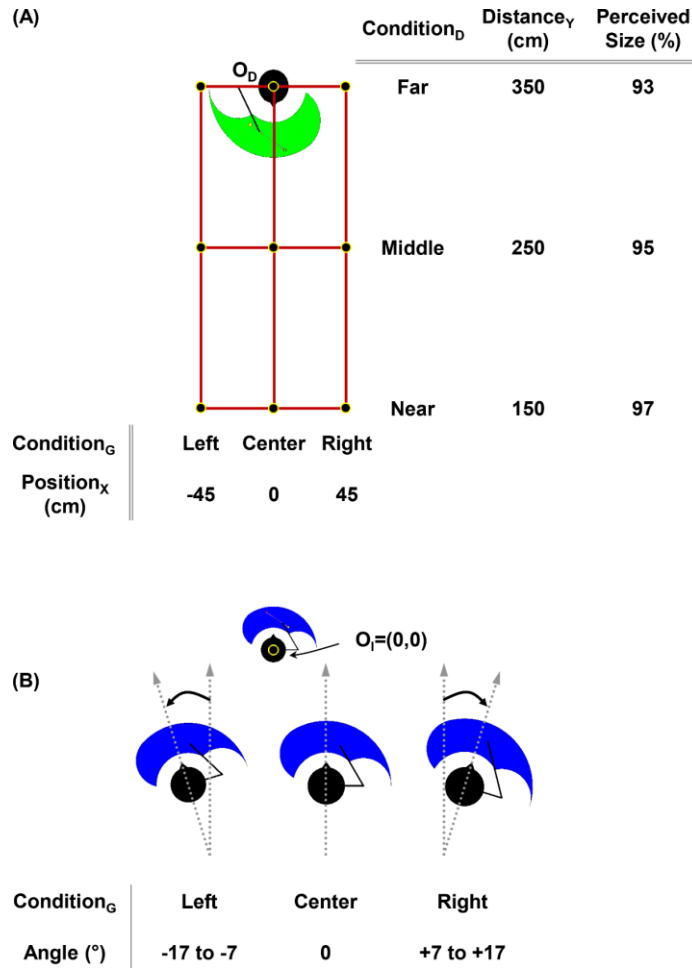 (A)
Condition_D Distance_Y (cm) Perceived Size (%)
O_D
Far 350 93
Middle 250 95
Near 150 97
Condition_G Left Center Right
Position_X (cm) -45 0 45
O_I=(0,0)
(B)
Condition_G Left Center Right
Angle (°) -17 to -7 0 +7 to +17